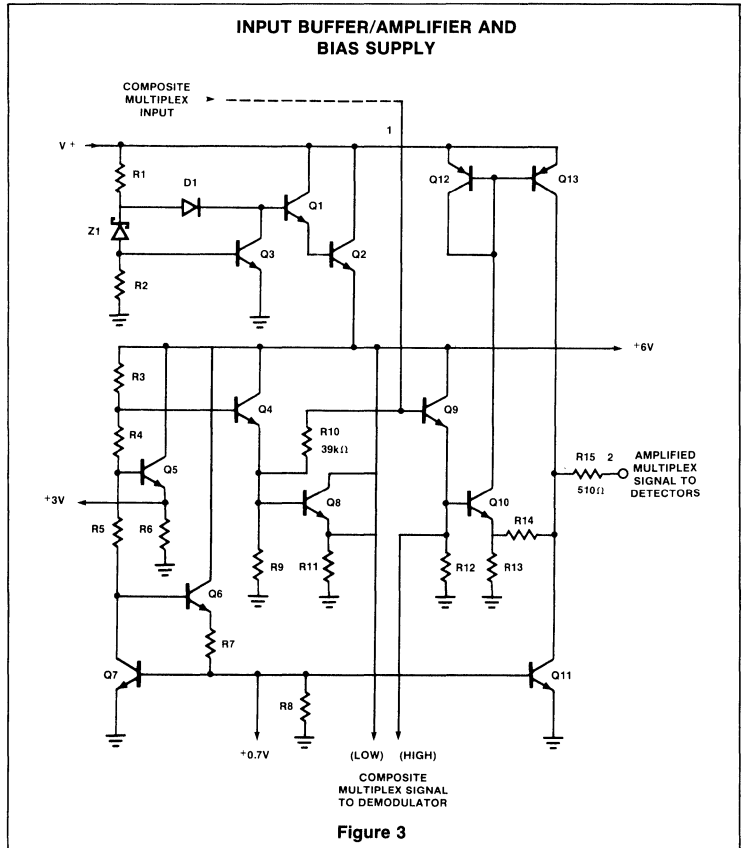 INPUT BUFFER/AMPLIFIER AND
BIAS SUPPLY
COMPOSITE
MULTIPLEX
INPUT
1
V+
R1
D1
Q12
Q13
Q1
Z1
Q3
Q2
R2
+6V
R3
Q4
Q9
R10
39kΩ
R4
R15 2
510Ω
AMPLIFIED
MULTIPLEX
SIGNAL TO
DETECTORS
Q5
Q8
Q10
+3V
R5
R6
R14
R9
R11
R12
R13
Q6
R7
Q7
Q11
R8
+0.7V
(LOW) (HIGH)
COMPOSITE
MULTIPLEX SIGNAL
TO DEMODULATOR
Figure 3